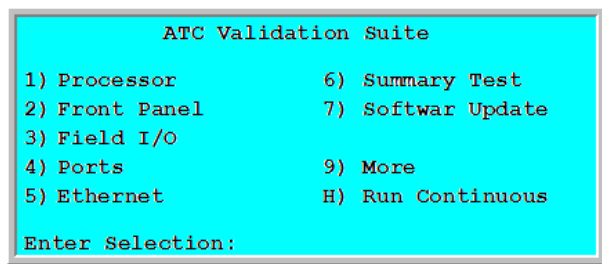 ATC Validation Suite
1) Processor 6) Summary Test
2) Front Panel 7) Softwar Update
3) Field I/O
4) Ports 9) More
5) Ethernet H) Run Continuous
Enter Selection: